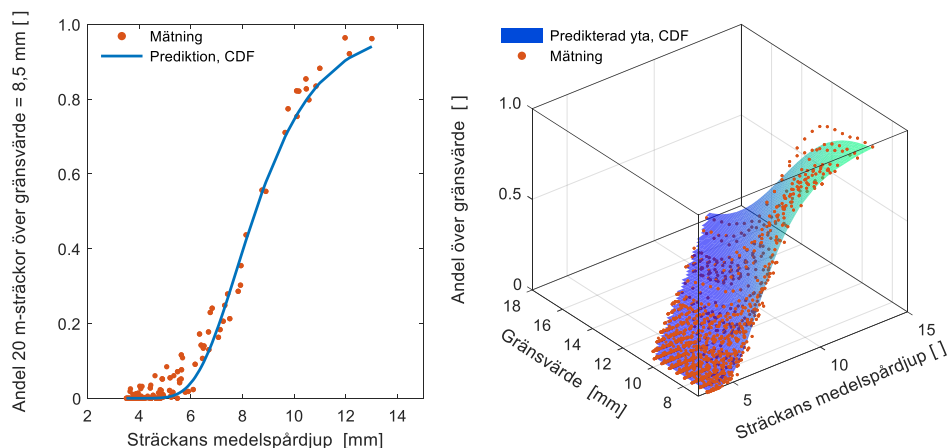 Andel 20 m-sträckor över gränsvärde = 8,5 mm [ ]
1.0
0.8
0.6
0.4
0.2
0
Mätning
Prediktion, CDF
2
4
6
8
10
12
14
Sträckans medelspårdjup [mm]
Predikterad yta, CDF
Mätning
Andel över gränsvärde [ ]
1.0
0.5
0
18
16
14
12
10
8
Gränsvärde [mm]
5
10
15
Sträckans medelspårdjup [ ]